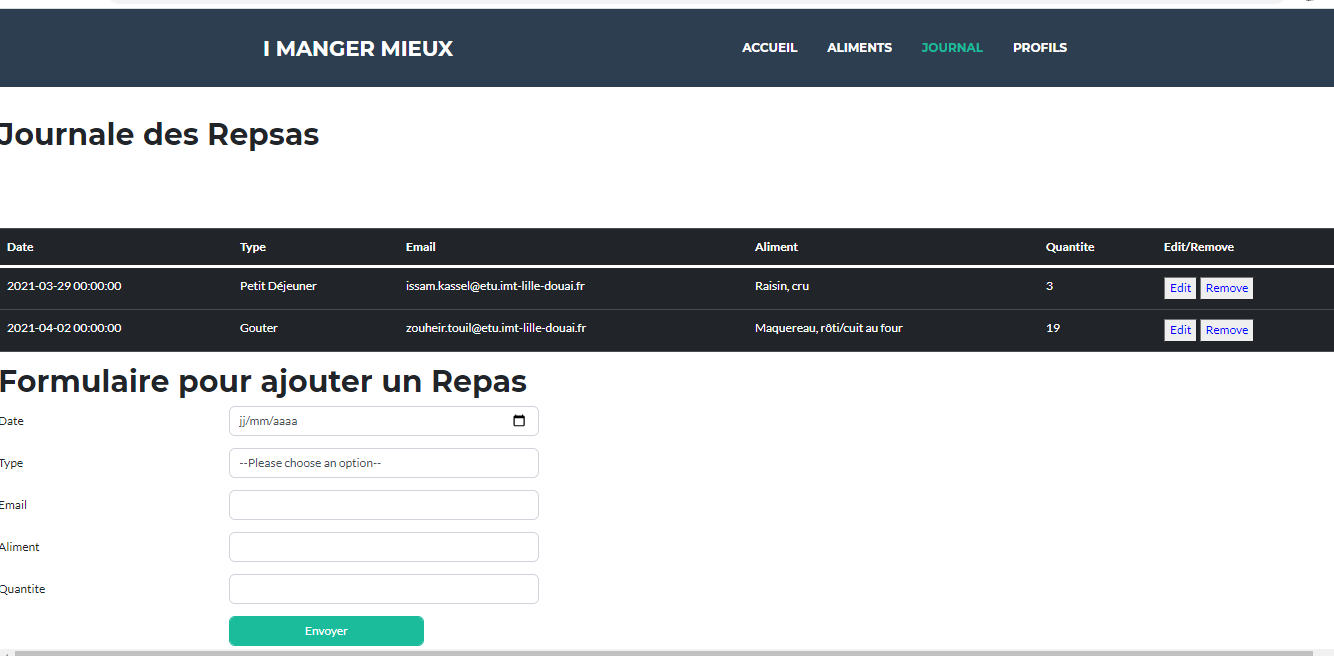 I MANGER MIEUX ACCUEIL ALIMENTS JOURNAL PROFILS
Journale des Repsas
Date Type Email Aliment Quantite Edit/Remove
2021-03-29 00:00:00 Petit Déjeuner issam.kassel@etu.imt-lille-douai.fr Raisin, cru 3 Edit Remove
2021-04-02 00:00:00 Gouter zouheir.touil@etu.imt-lille-douai.fr Maquereau, rôti/cuit au four 19 Edit Remove
Formulaire pour ajouter un Repas
Date jj/mm/aaaa
Type --Please choose an option--
Email
Aliment
Quantite
Envoyer